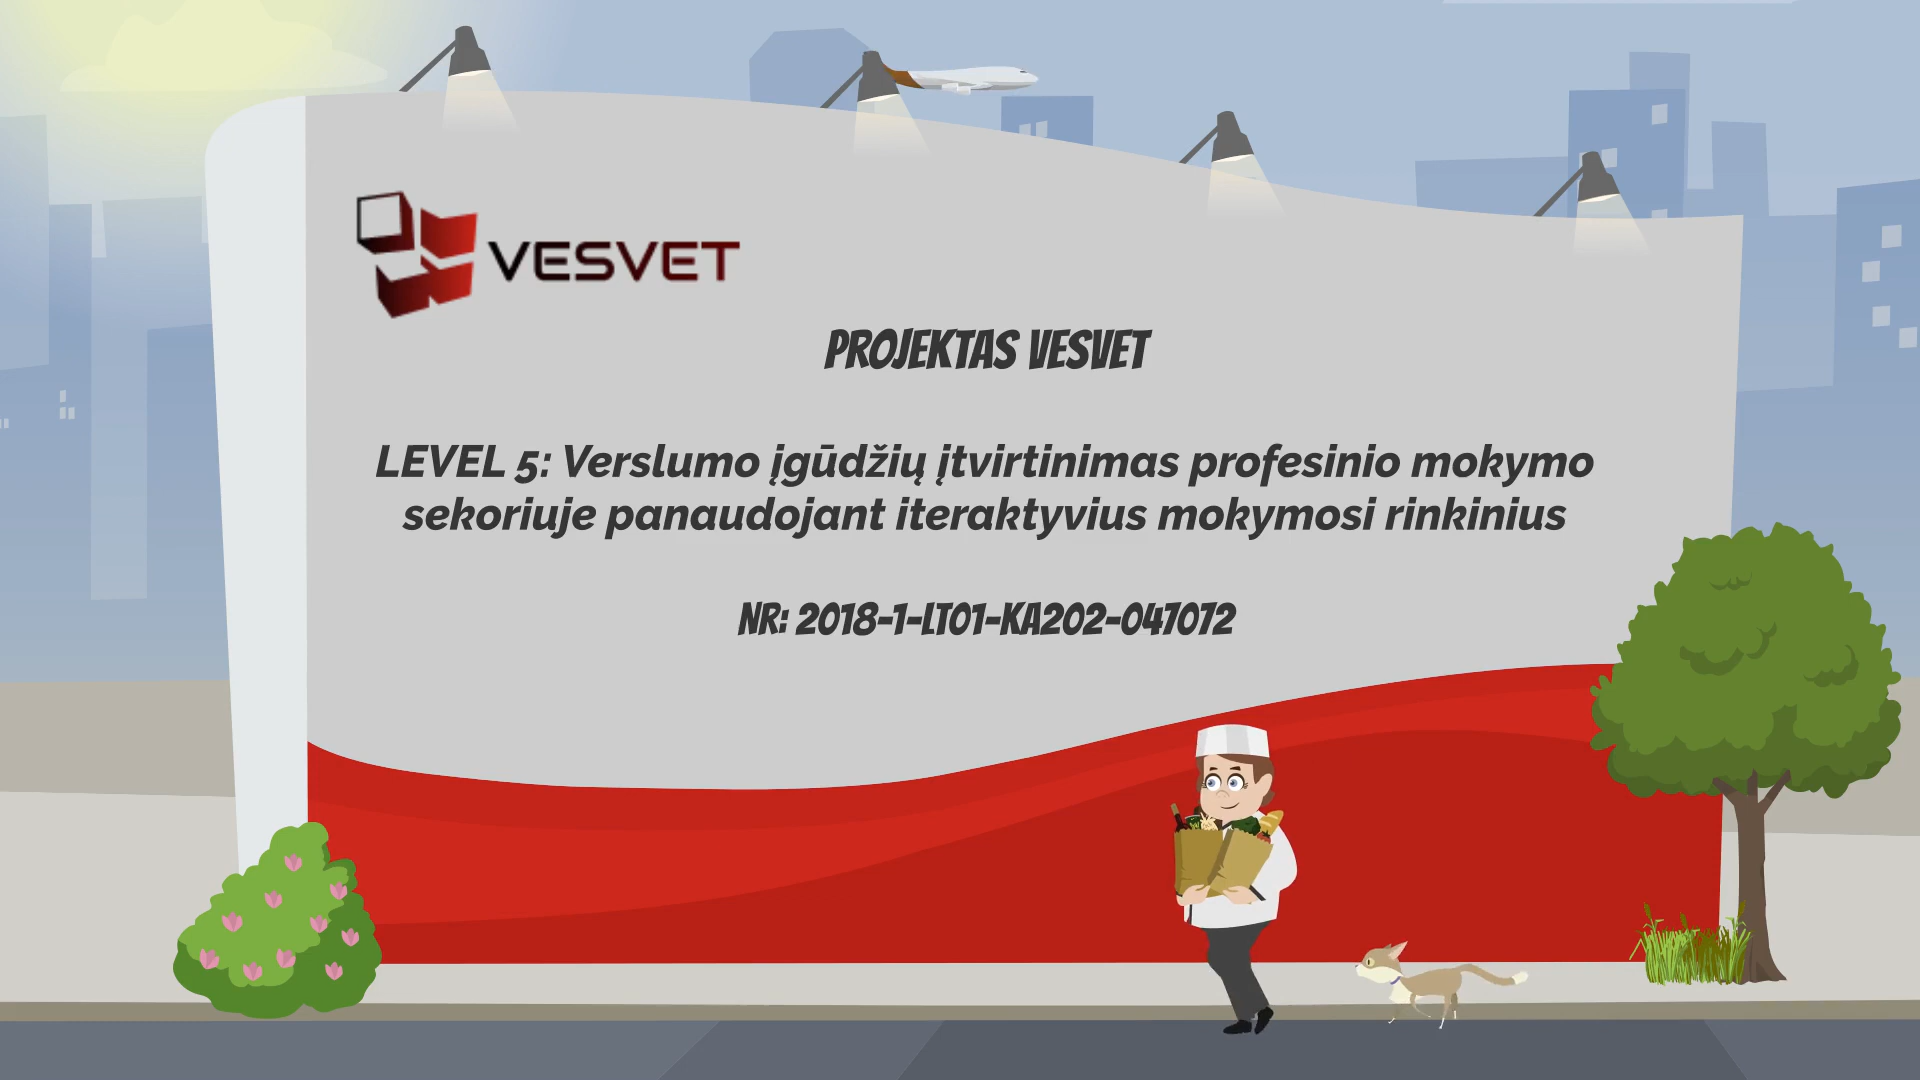 VESVET
PROJEKTAS VESVET
LEVEL 5: Verslumo įgūdžių įtvirtinimas profesinio mokymo
sekoriuje panaudojant iteraktyvius mokymosi rinkinius
NR: 2018-1-LT01-KA202-047072